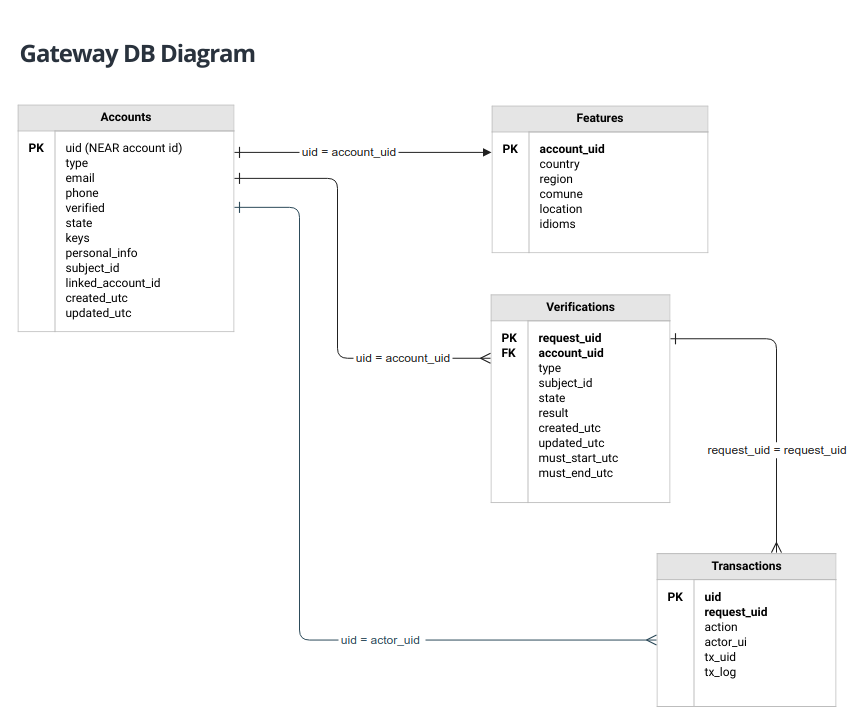 Gateway DB Diagram
Accounts
PK
uid (NEAR account id)
type
email
phone
verified
state
keys
personal_info
subject_id
linked_account_id
created_utc
updated_utc
uid = account_uid
Features
PK
account_uid
country
region
comune
location
idioms
uid = account_uid
Verifications
PK
request_uid
FK
account_uid
type
subject_id
state
result
created_utc
updated_utc
must_start_utc
must_end_utc
request_uid = request_uid
uid = actor_uid
Transactions
PK
uid
request_uid
action
actor_ui
tx_uid
tx_log